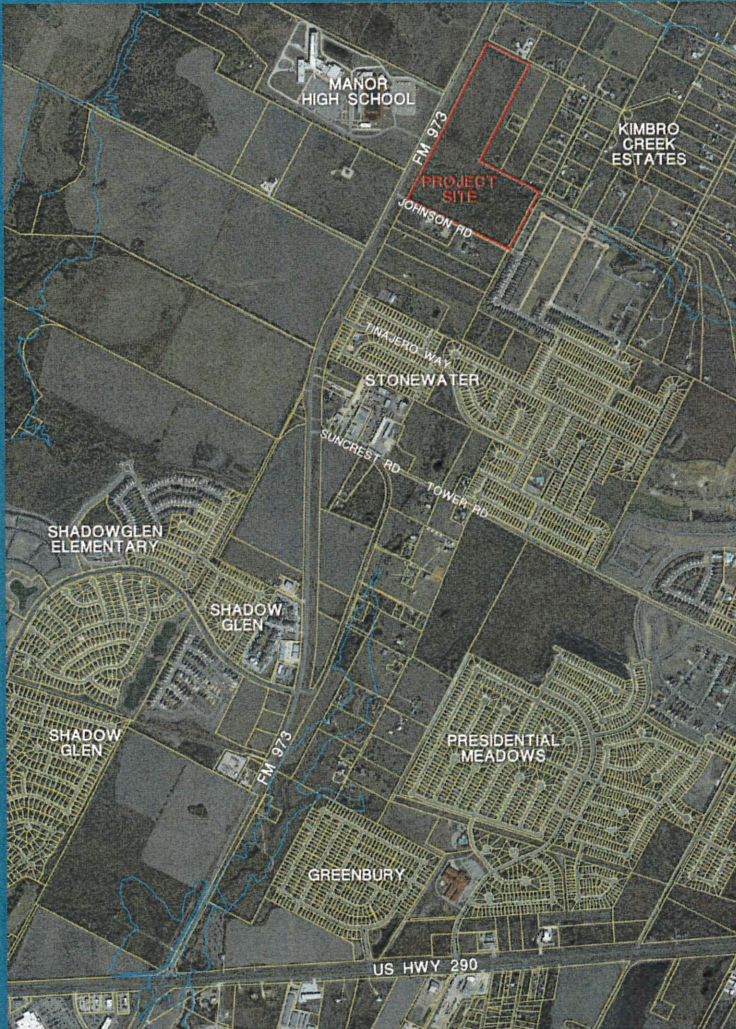 MANOR
HIGH SCHOOL
FM 973
KIMBRO
CREEK
ESTATES
PROJECT
SITE
JOHNSON RD
TINAJERO WAY
STONEWATER
SUNCREST RD
TOWER RD
SHADOWGLEN
ELEMENTARY
SHADOW
GLEN
SHADOW
GLEN
FM 973
PRESIDENTIAL
MEADOWS
GREENBURY
US HWY 290